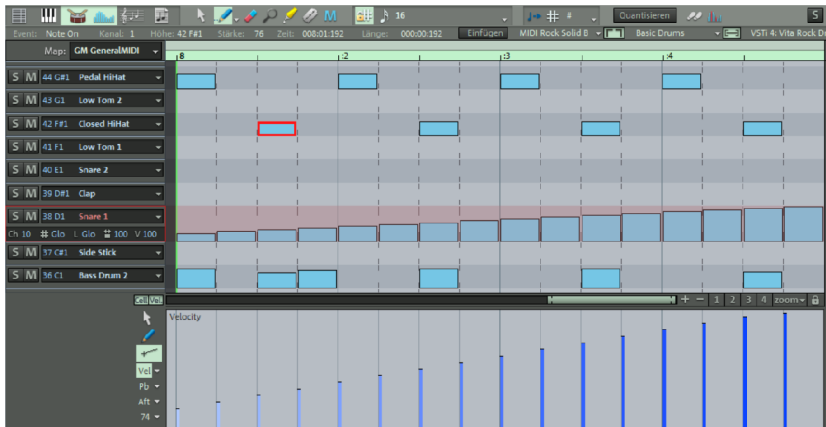 16 # Quantisieren S
Event: Note On Kanal: 1 Höhe: 42 F#1 Stärke: 76 Zeit: 008:01:192 Länge: 000:00:192 Einfügen MIDI Rock Solid B Basic Drums VSTi 4: Vita Rock Dr
Map: GM GeneralMIDI
:8 :2 :3 :4
S M 44 G#1 Pedal HiHat
S M 43 G1 Low Tom 2
S M 42 F#1 Closed HiHat
S M 41 F1 Low Tom 1
S M 40 E1 Snare 2
S M 39 D#1 Clap
S M 38 D1 Snare 1
Ch 10 # Glo L Glo 100 V 100
S M 37 C#1 Side Stick
S M 36 C1 Bass Drum 2
Cell Vel + − 1 2 3 4 zoom
Velocity
Vel
Pb
Aft
74